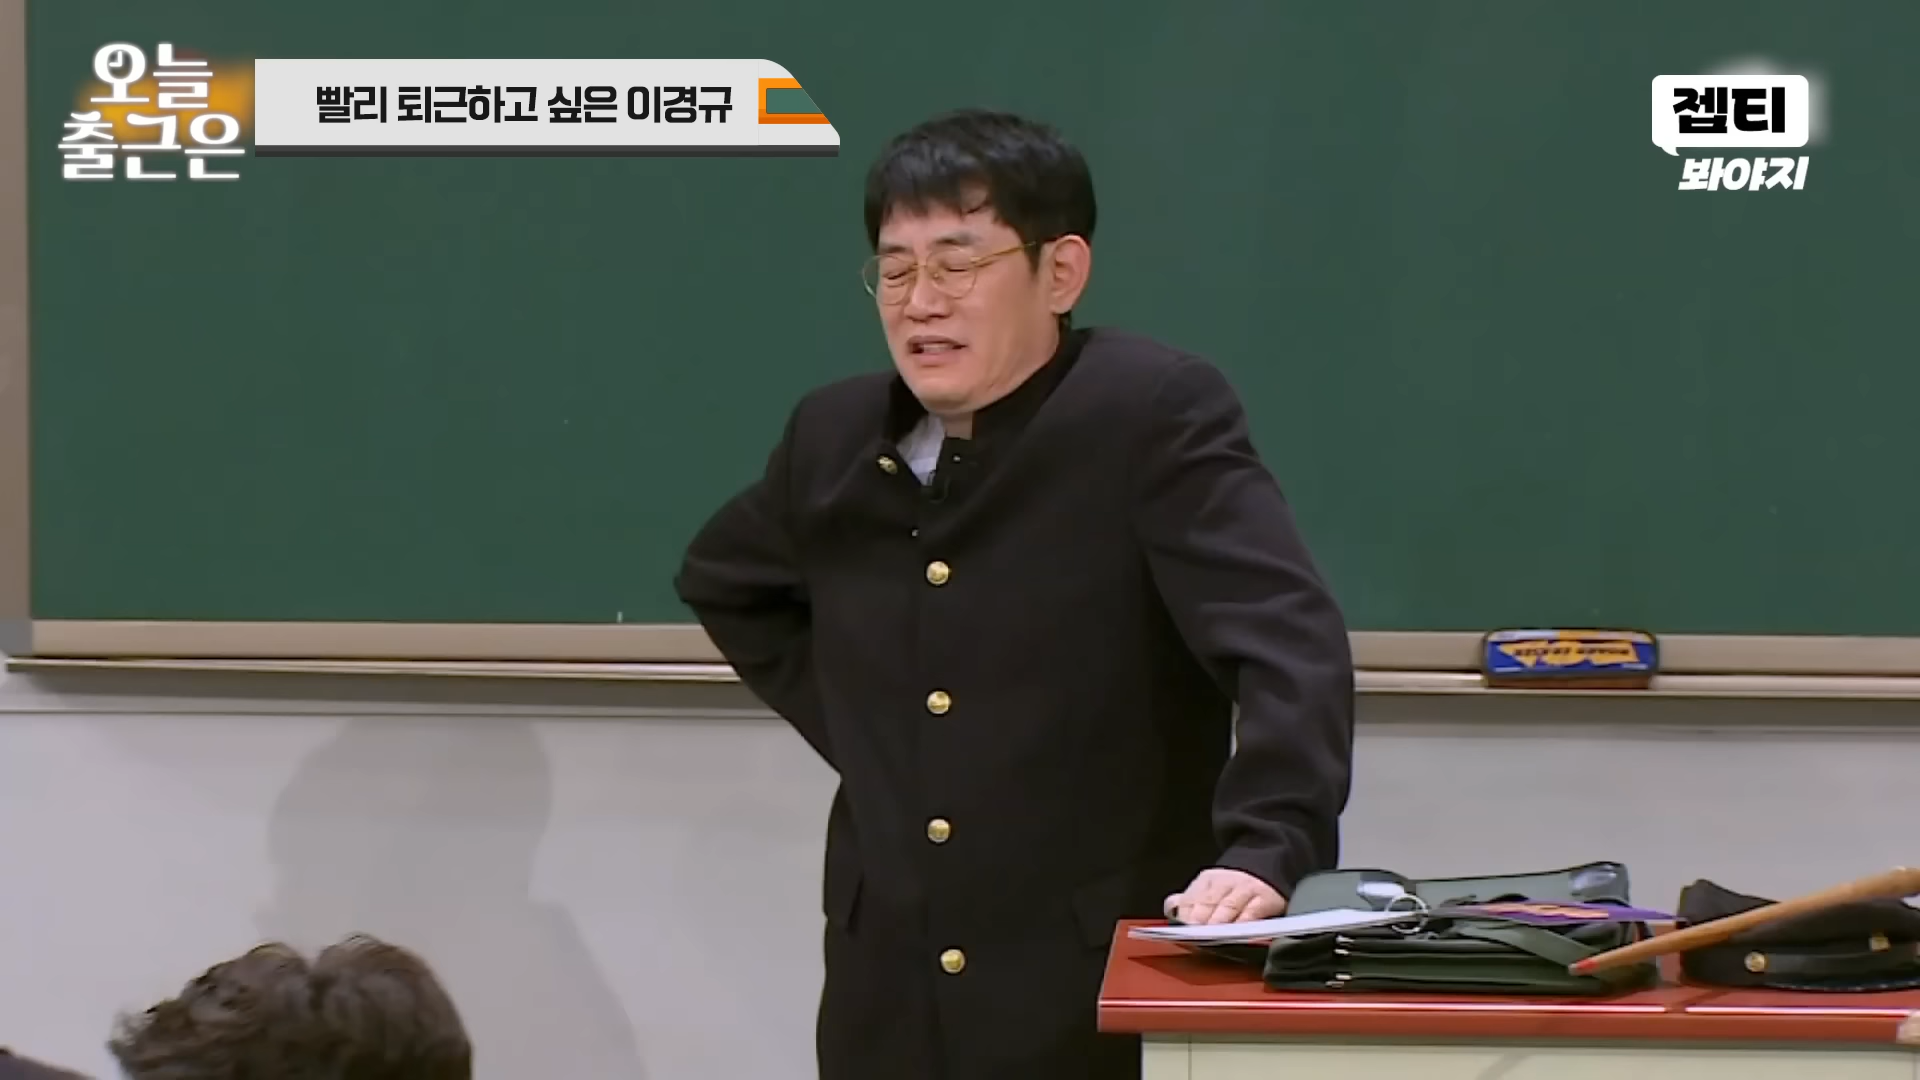 오늘
출근은
빨리 퇴근하고 싶은 이경규
젭티
봐야지